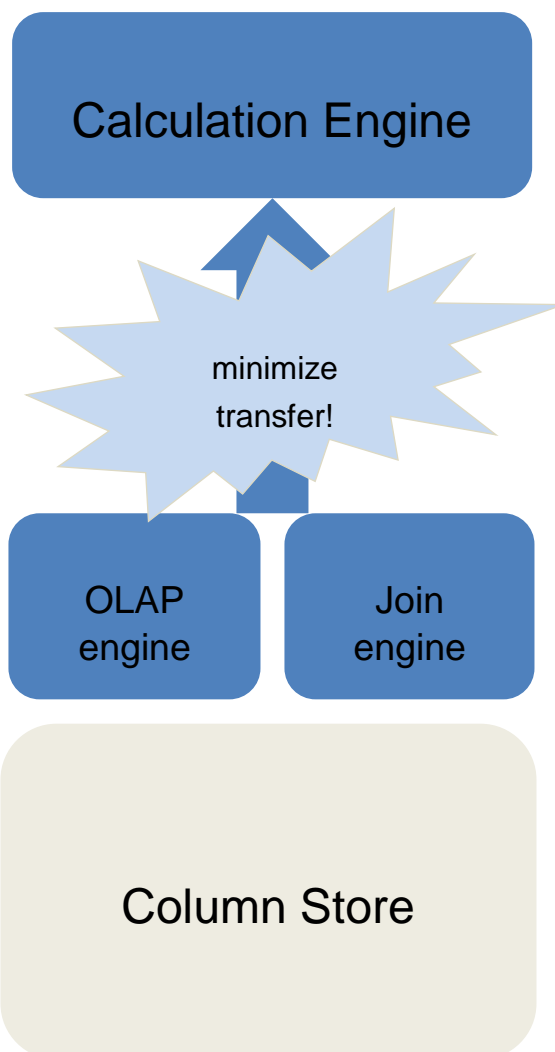 Calculation Engine
minimize
transfer!
OLAP
engine
Join
engine
Column Store